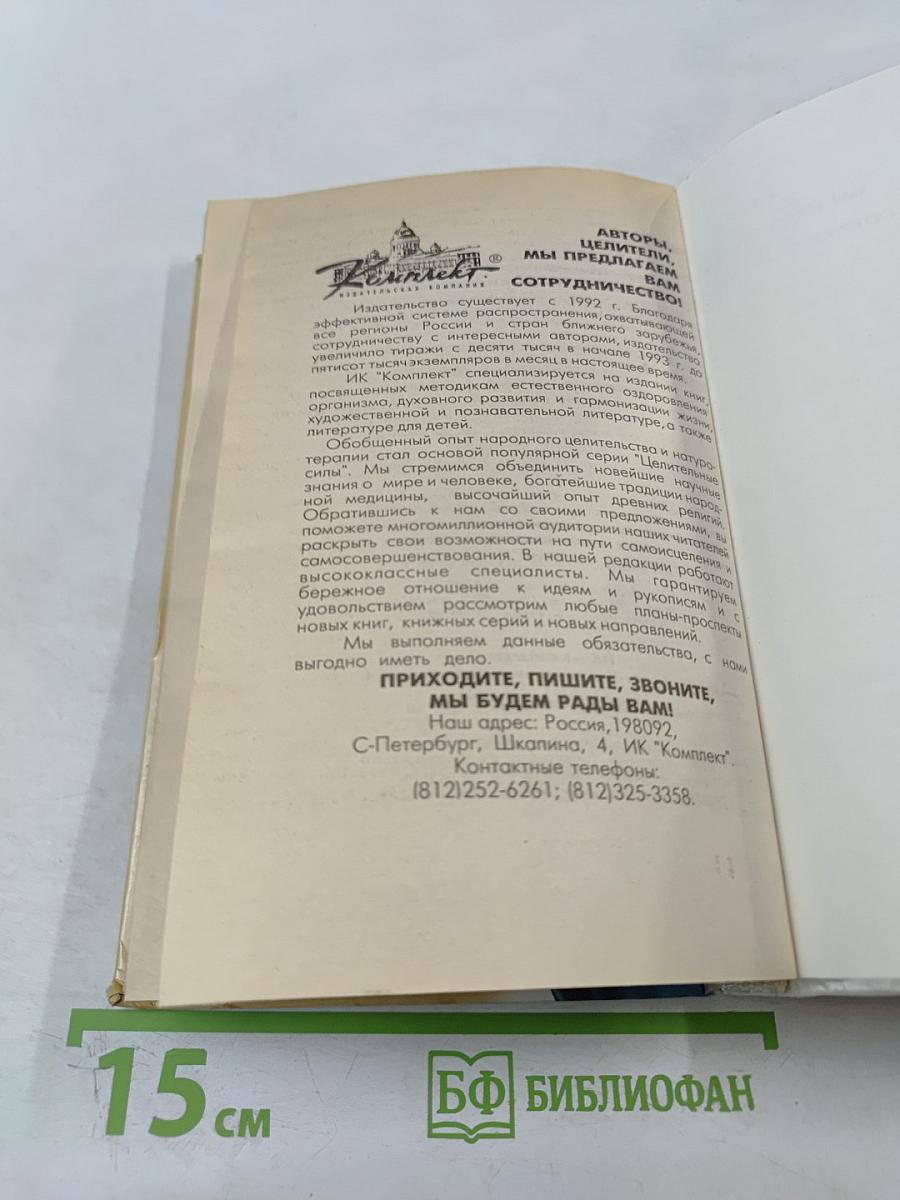 Комплект ®
ИЗДАТЕЛЬСКАЯ КОМПАНИЯ
АВТОРЫ,
ЦЕЛИТЕЛИ,
МЫ ПРЕДЛАГАЕМ
ВАМ
СОТРУДНИЧЕСТВО!
Издательство существует с 1992 г. Благодаря
эффективной системе распространения, охватывающей
все регионы России и стран ближнего зарубежья,
сотрудничеству с интересными авторами, издательство
увеличило тиражи с десяти тысяч в начале 1993 г. до
пятисот тысяч экземпляров в месяц в настоящее время.
ИК "Комплект" специализируется на издании книг,
посвященных методикам естественного оздоровления
организма, духовного развития и гармонизации жизни,
художественной и познавательной литературе, а также
литературе для детей.
Обобщенный опыт народного целительства и натуро-
терапии стал основой популярной серии "Целительные
силы". Мы стремимся объединить новейшие научные
знания о мире и человеке, богатейшие традиции народ-
ной медицины, высочайший опыт древних религий.
Обратившись к нам со своими предложениями, вы
поможете многомиллионной аудитории наших читателей
раскрыть свои возможности на пути самоисцеления и
самосовершенствования. В нашей редакции работают
высококлассные специалисты. Мы гарантируем
бережное отношение к идеям и рукописям и с
удовольствием рассмотрим любые планы-проспекты
новых книг, книжных серий и новых направлений.
Мы выполняем данные обязательства, с нами
выгодно иметь дело.
ПРИХОДИТЕ, ПИШИТЕ, ЗВОНИТЕ,
МЫ БУДЕМ РАДЫ ВАМ!
Наш адрес: Россия, 198092,
С-Петербург, Шкапина, 4, ИК "Комплект".
Контактные телефоны:
(812)252-6261; (812)325-3358.
15 см
БФ БИБЛИОФАН